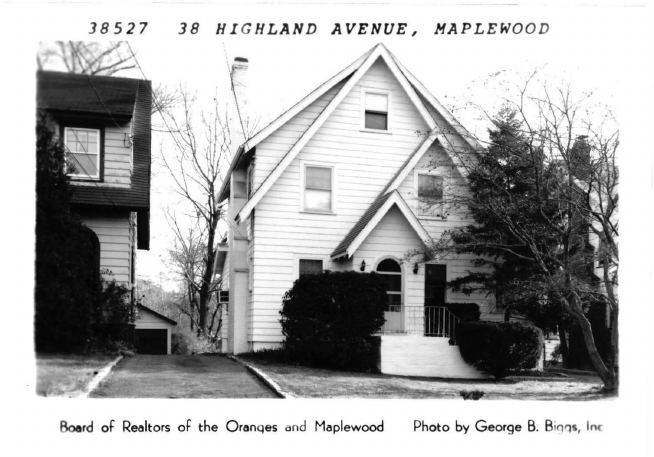 38527 38 HIGHLAND AVENUE, MAPLEWOOD
Board of Realtors of the Oranges and Maplewood Photo by George B. Biggs, Inc